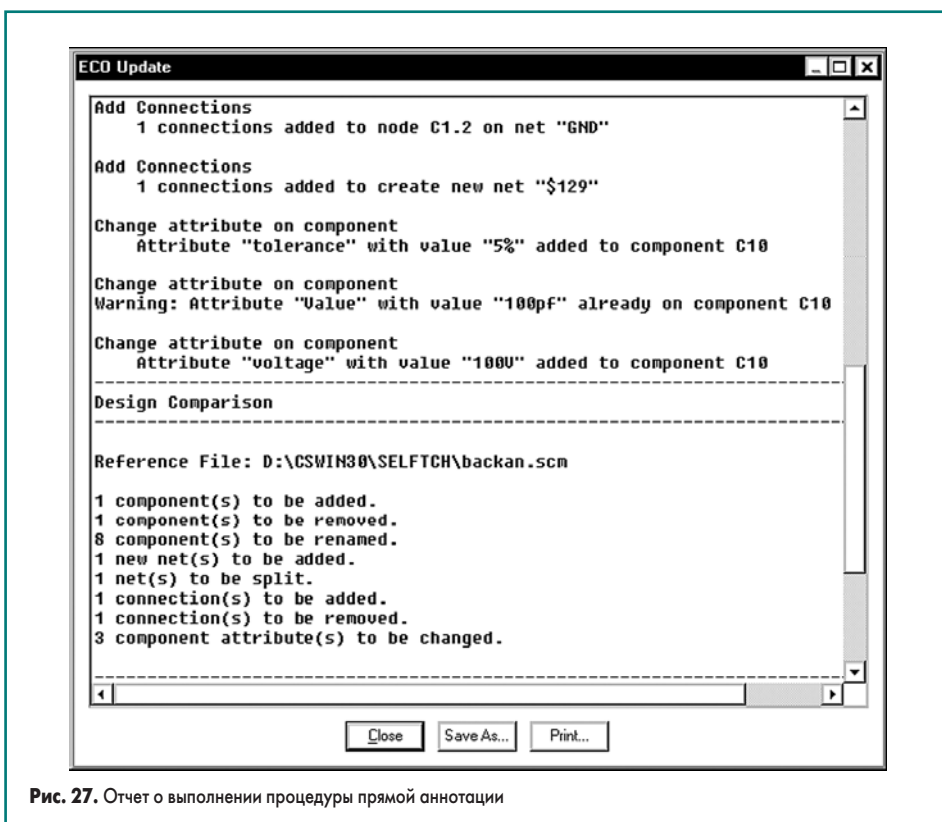 ECO Update
Add Connections
1 connections added to node C1.2 on net "GND"
Add Connections
1 connections added to create new net "$129"
Change attribute on component
Attribute "tolerance" with value "5%" added to component C10
Change attribute on component
Warning: Attribute "Value" with value "100pf" already on component C10
Change attribute on component
Attribute "voltage" with value "100V" added to component C10
Design Comparison
Reference File: D:\CSWIN30\SELFTCH\backan.scm
1 component(s) to be added.
1 component(s) to be removed.
8 component(s) to be renamed.
1 new net(s) to be added.
1 net(s) to be split.
1 connection(s) to be added.
1 connection(s) to be removed.
3 component attribute(s) to be changed.
Close Save As... Print...
Рис. 27. Отчет о выполнении процедуры прямой аннотации